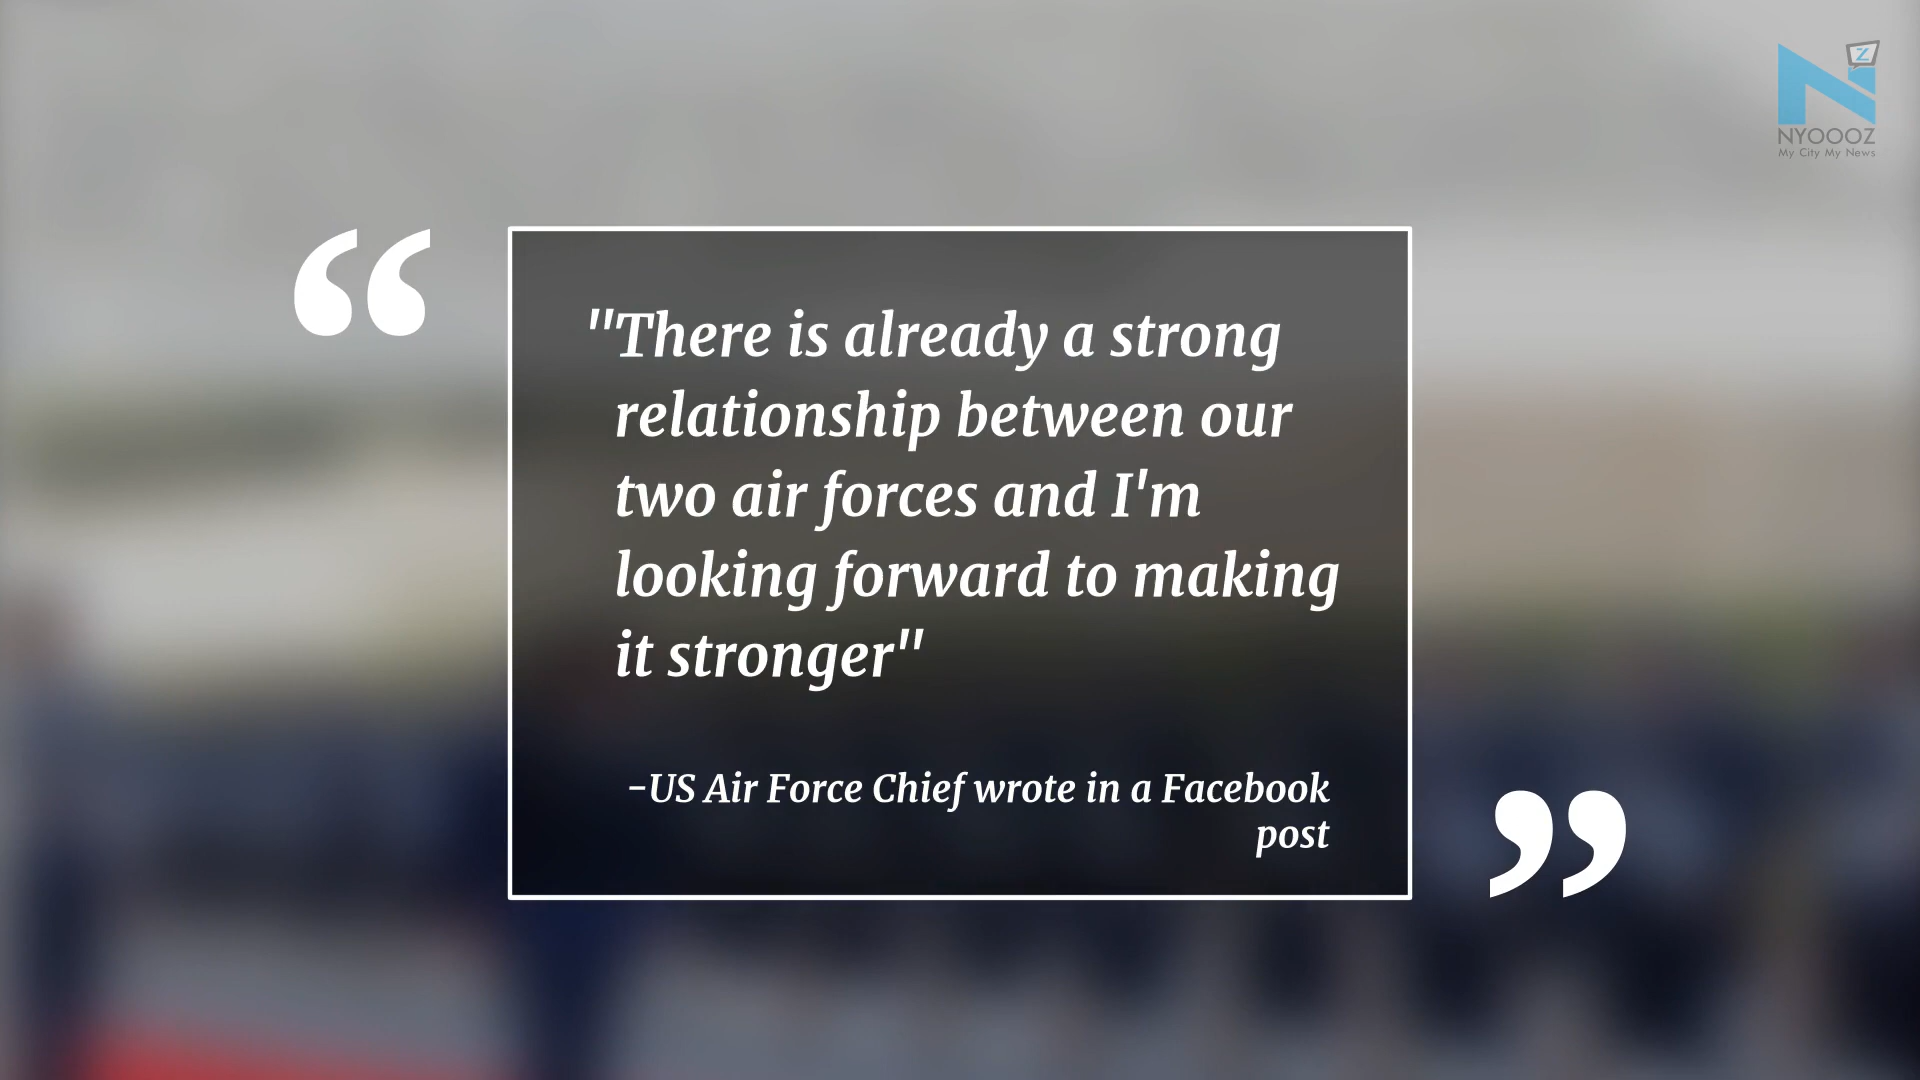 NYOOOZ
My City My News
"There is already a strong
relationship between our
two air forces and I'm
looking forward to making
it stronger"
–US Air Force Chief wrote in a Facebook
post